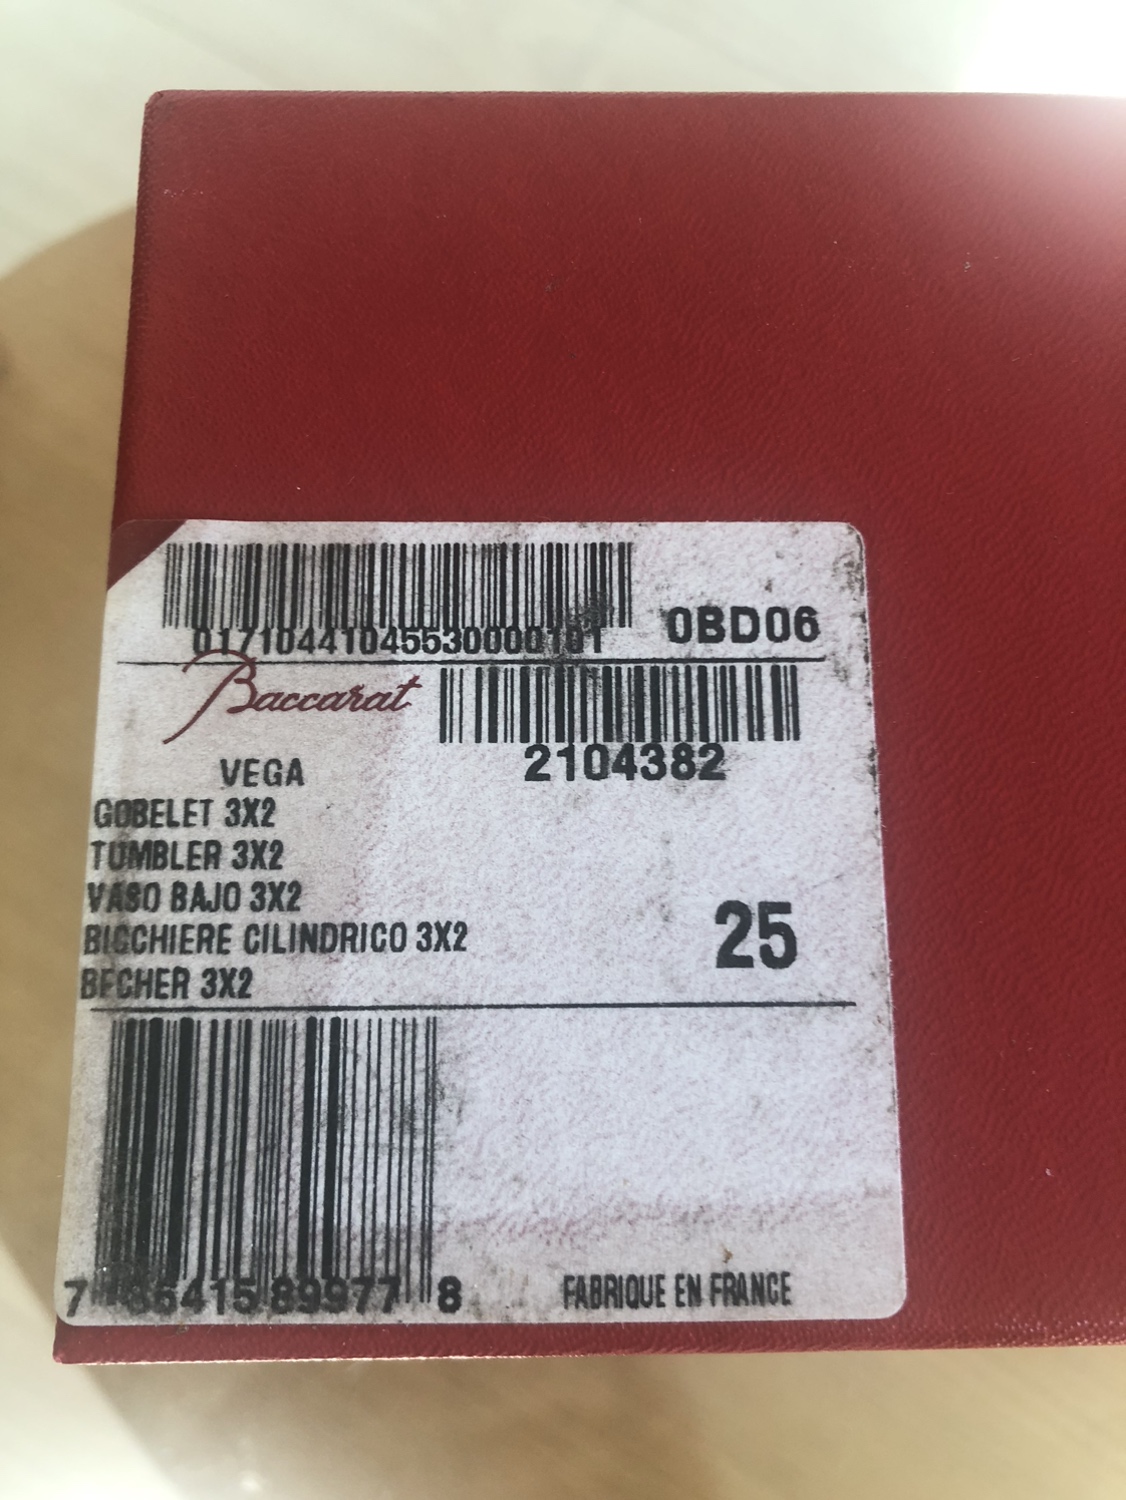 01710441045530000101 0BD06
Baccarat
2104382
VEGA
GOBELET 3X2
TUMBLER 3X2
VASO BAJO 3X2
BICCHIERE CILINDRICO 3X2
BECHER 3X2
25
FABRIQUE EN FRANCE